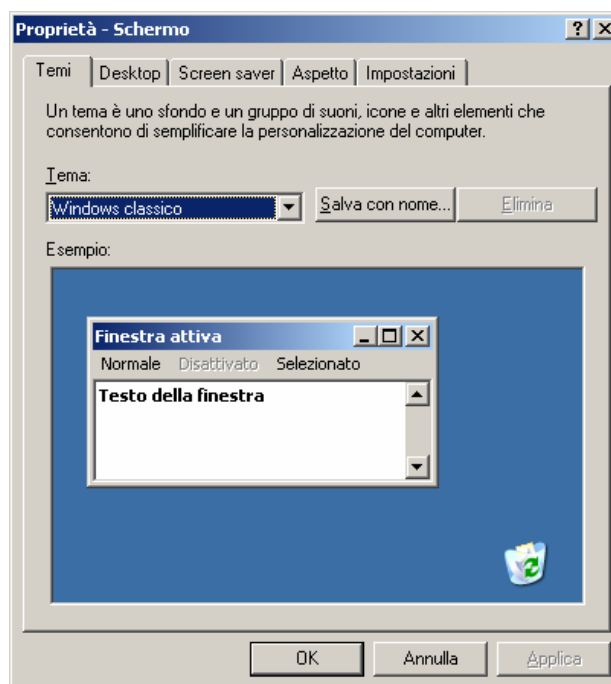 Proprietà - Schermo
Temi Desktop Screen saver Aspetto Impostazioni
Un tema è uno sfondo e un gruppo di suoni, icone e altri elementi che
consentono di semplificare la personalizzazione del computer.
Tema:
Windows classico Salva con nome... Elimina
Esempio:
Finestra attiva
Normale Disattivato Selezionato
Testo della finestra
OK Annulla Applica